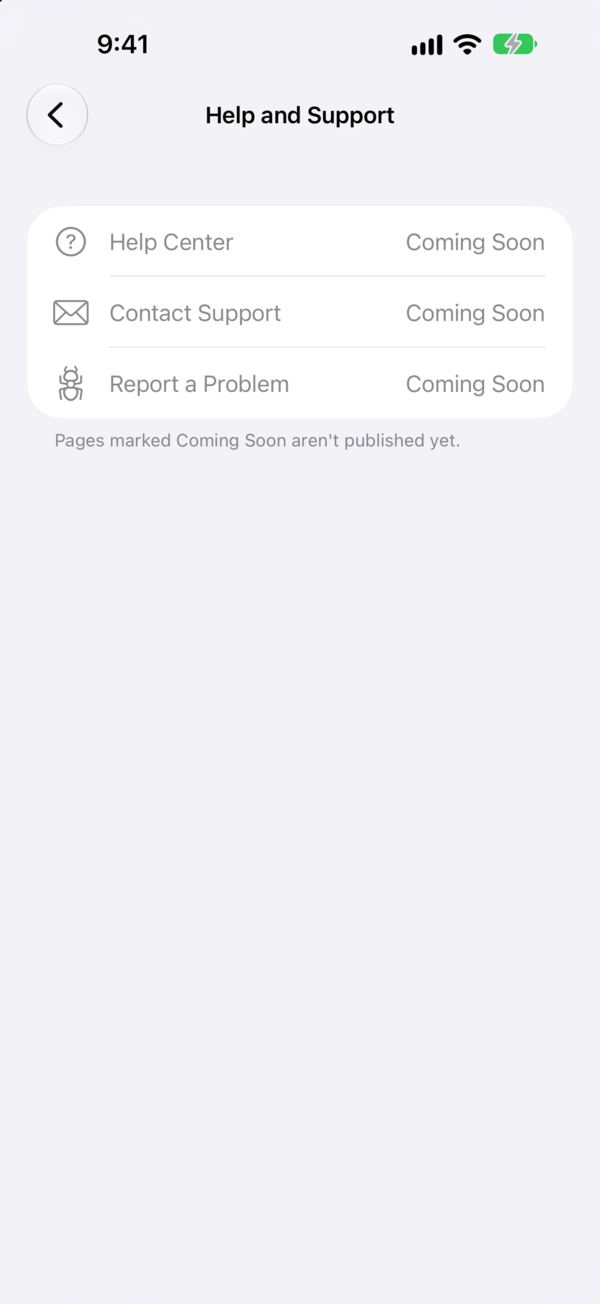 9:41
Help and Support
Help Center Coming Soon
Contact Support Coming Soon
Report a Problem Coming Soon
Pages marked Coming Soon aren't published yet.